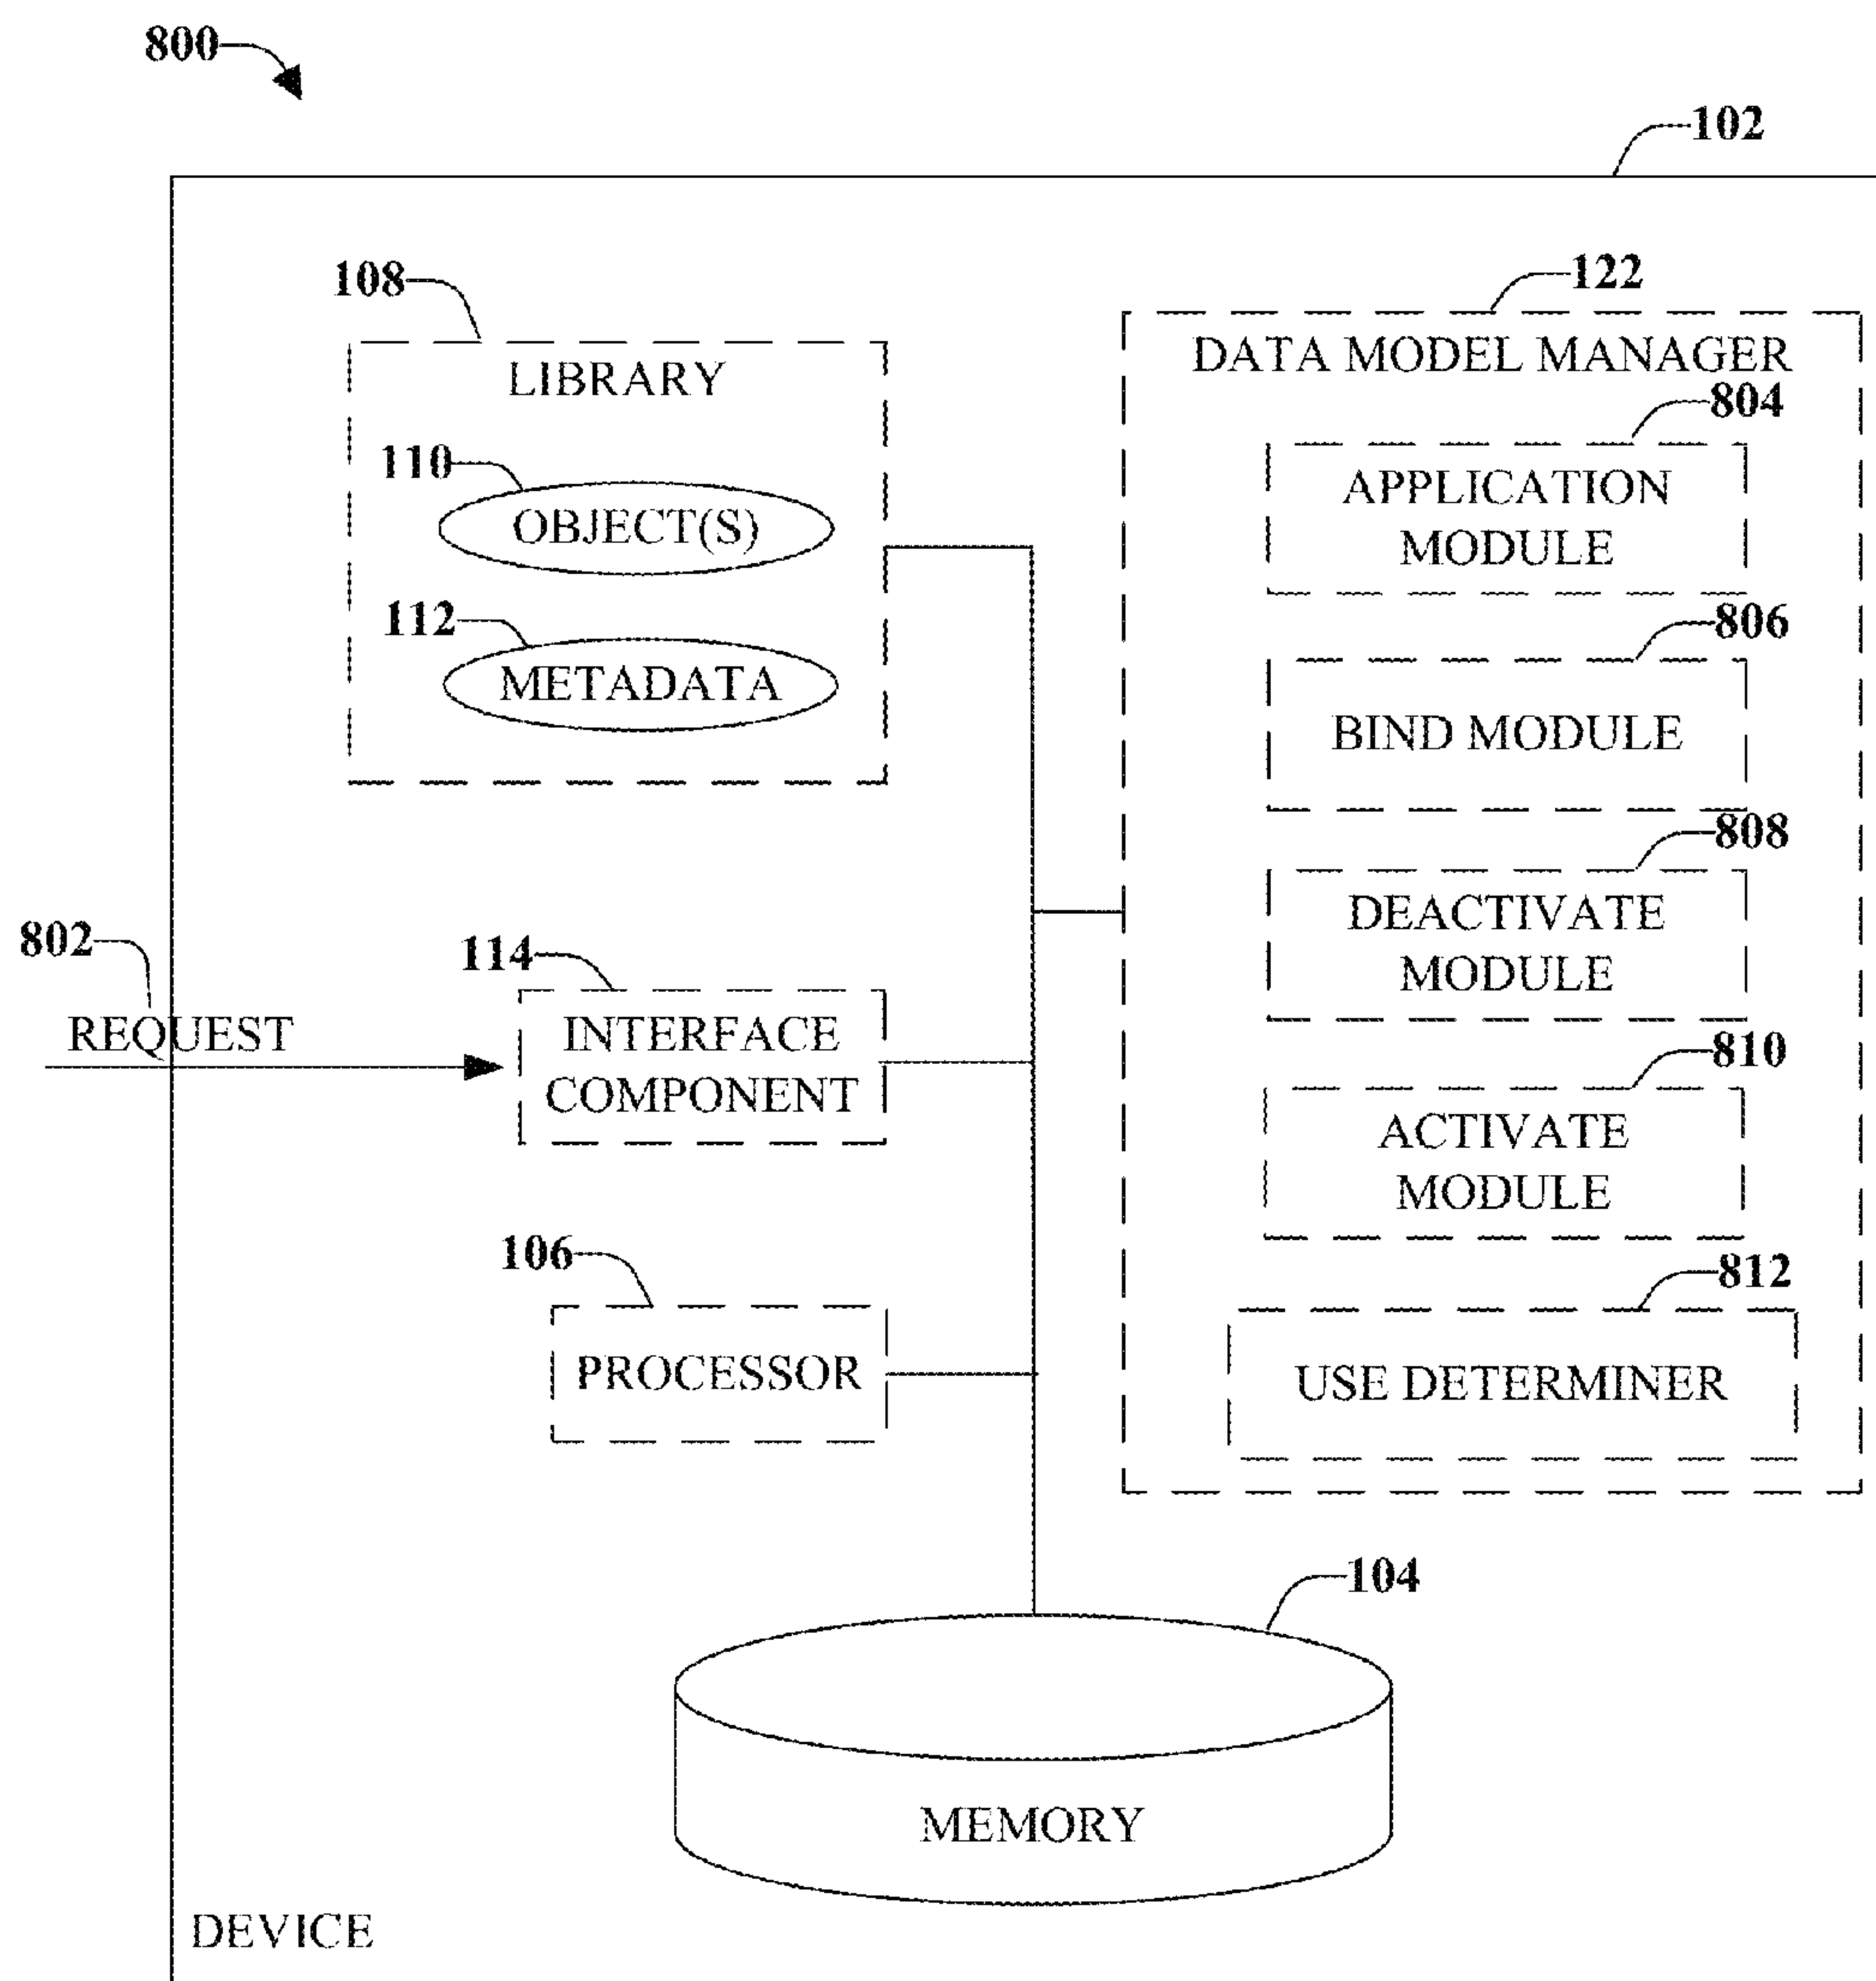 800
102
108
122
LIBRARY
DATA MODEL MANAGER
804
110
OBJECT(S)
APPLICATION
MODULE
112
METADATA
806
BIND MODULE
808
DEACTIVATE
MODULE
802
REQUEST
114
INTERFACE
COMPONENT
810
ACTIVATE
MODULE
106
PROCESSOR
812
USE DETERMINER
104
MEMORY
DEVICE